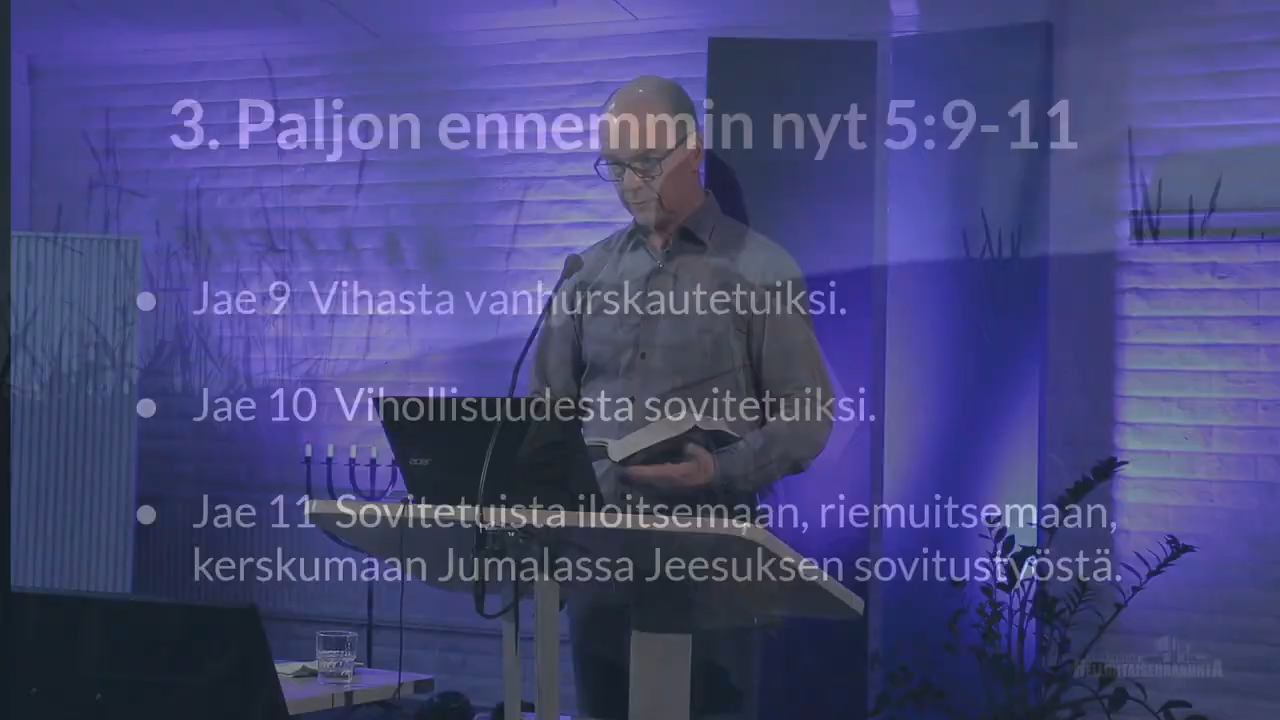 3. Paljon ennemmin nyt 5:9-11
Jae 9 Vihasta vanhurskautetuiksi.
Jae 10 Vihollisuudesta sovitetuiksi.
Jae 11 Sovitetuista iloitsemaan, riemuitsemaan,
kerskumaan Jumalassa Jeesuksen sovitustyöstä.
acer